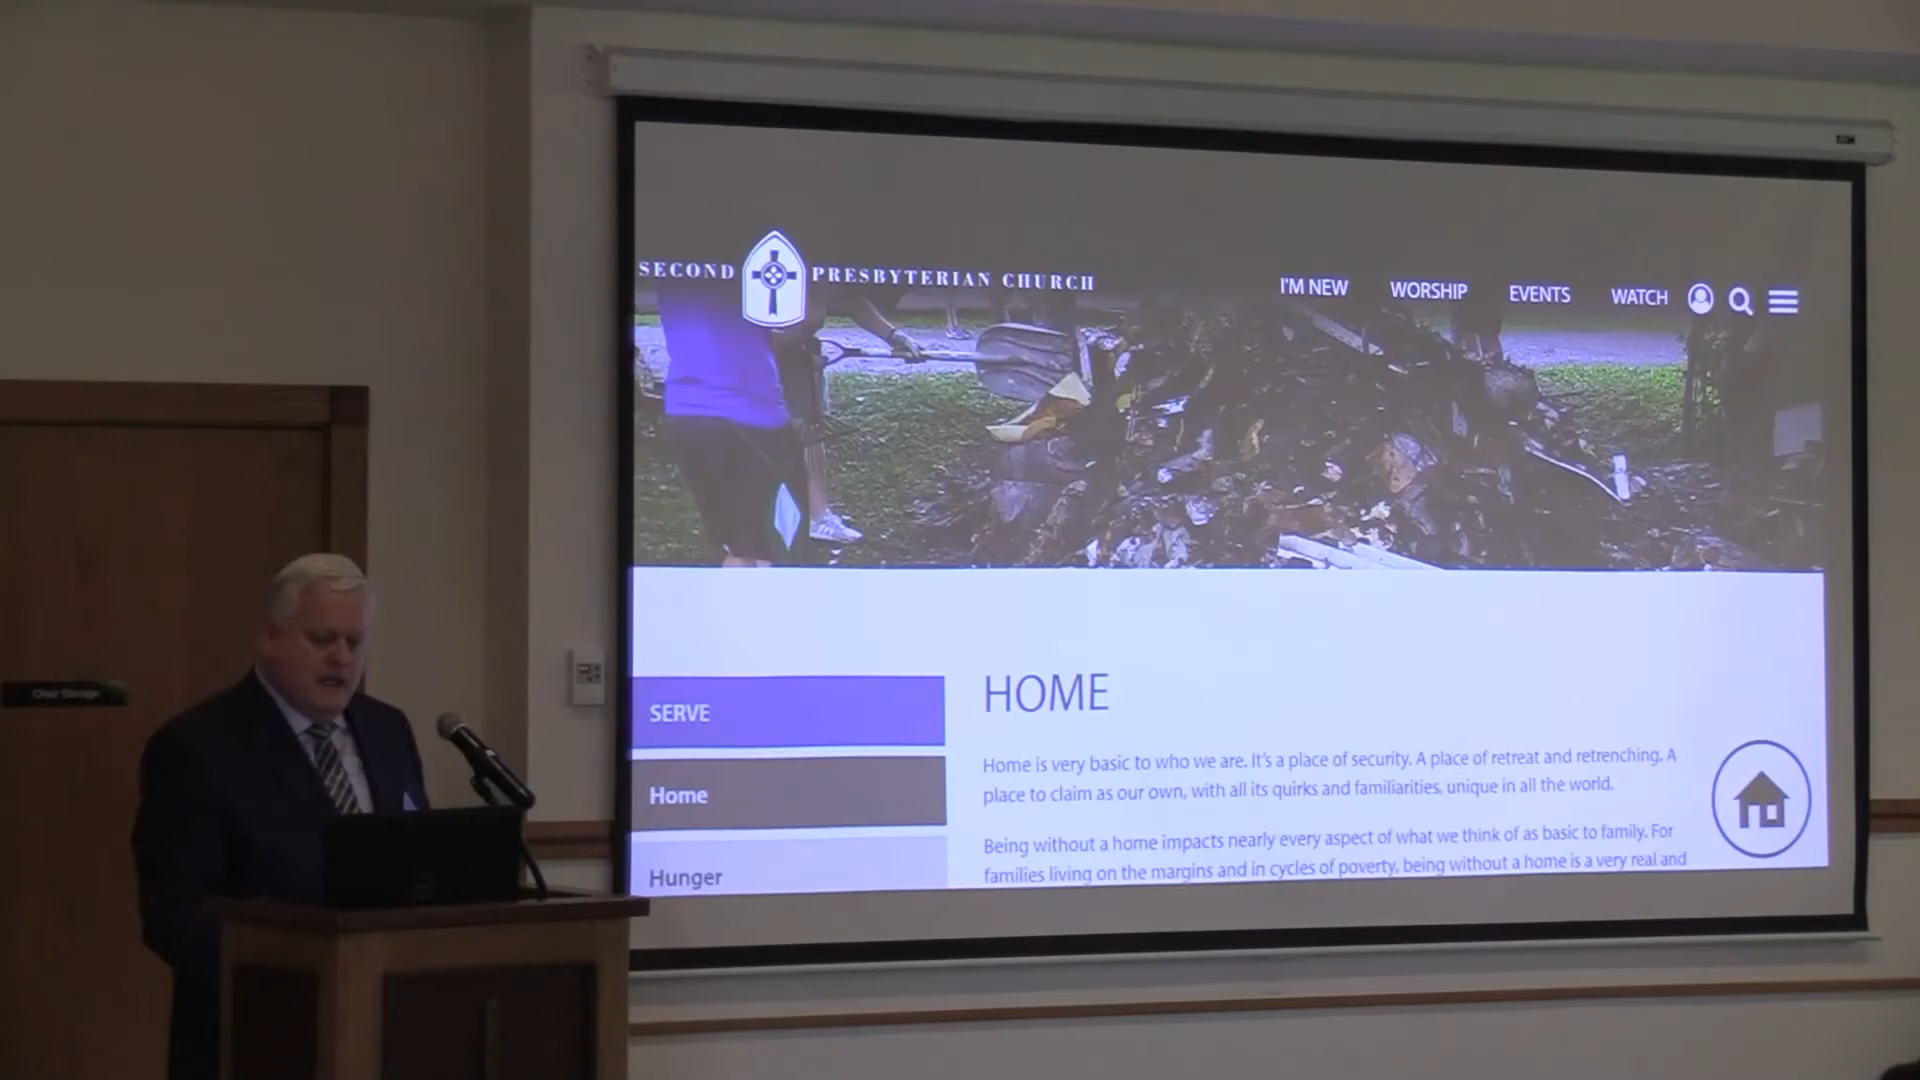 SECOND PRESBYTERIAN CHURCH
I'M NEW WORSHIP EVENTS WATCH
SERVE
Home
Hunger
HOME
Home is very basic to who we are. It's a place of security. A place of retreat and retrenching. A
place to claim as our own, with all its quirks and familiarities, unique in all the world.
Being without a home impacts nearly every aspect of what we think of as basic to family. For
families living on the margins and in cycles of poverty, being without a home is a very real and
Chair Storage